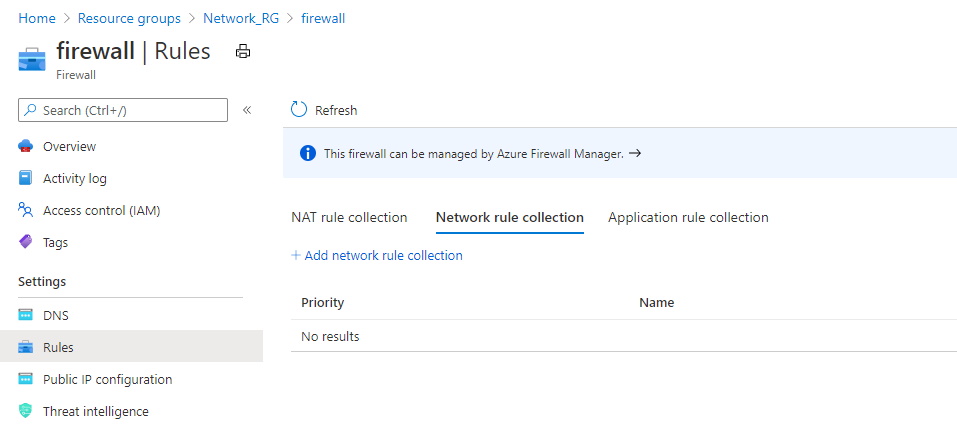 Home > Resource groups > Network_RG > firewall
firewall | Rules
Firewall
Search (Ctrl+/)
«
Overview
Activity log
Access control (IAM)
Tags
Settings
DNS
Rules
Public IP configuration
Threat intelligence
Refresh
This firewall can be managed by Azure Firewall Manager. →
NAT rule collection Network rule collection Application rule collection
+ Add network rule collection
Priority Name
No results